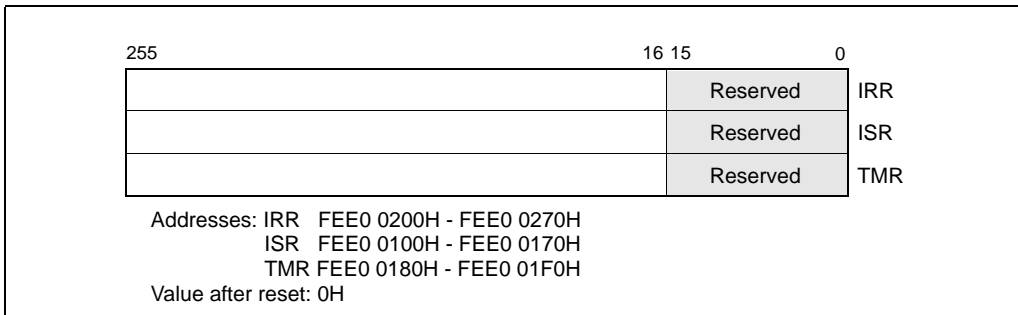 255 16 15 0
Reserved IRR
Reserved ISR
Reserved TMR
Addresses: IRR FEE0 0200H - FEE0 0270H
ISR FEE0 0100H - FEE0 0170H
TMR FEE0 0180H - FEE0 01F0H
Value after reset: 0H